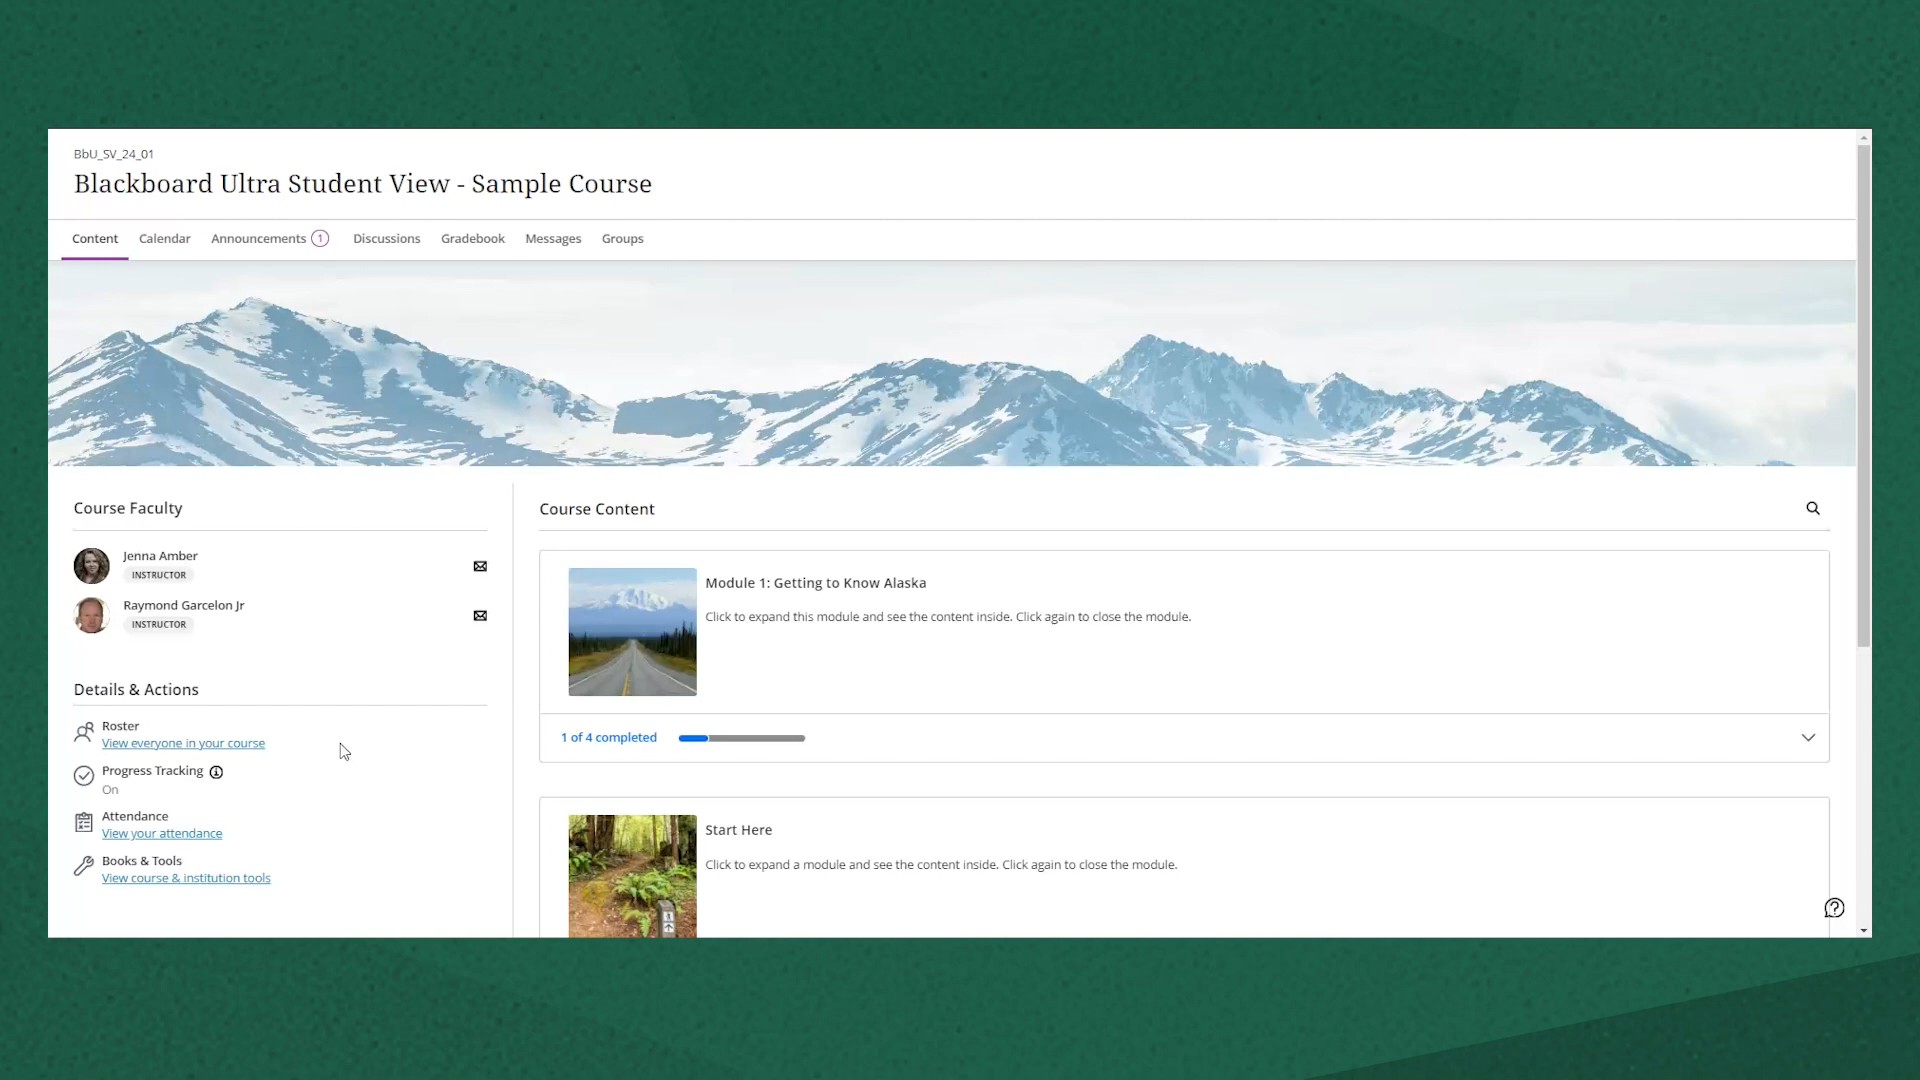 BbU_SV_24_01
Blackboard Ultra Student View - Sample Course
Content Calendar Announcements 1 Discussions Gradebook Messages Groups
Course Faculty
Jenna Amber
INSTRUCTOR
Raymond Garcelon Jr
INSTRUCTOR
Details & Actions
Roster
View everyone in your course
Progress Tracking
On
Attendance
View your attendance
Books & Tools
View course & institution tools
Course Content
Module 1: Getting to Know Alaska
Click to expand this module and see the content inside. Click again to close the module.
1 of 4 completed
Start Here
Click to expand a module and see the content inside. Click again to close the module.